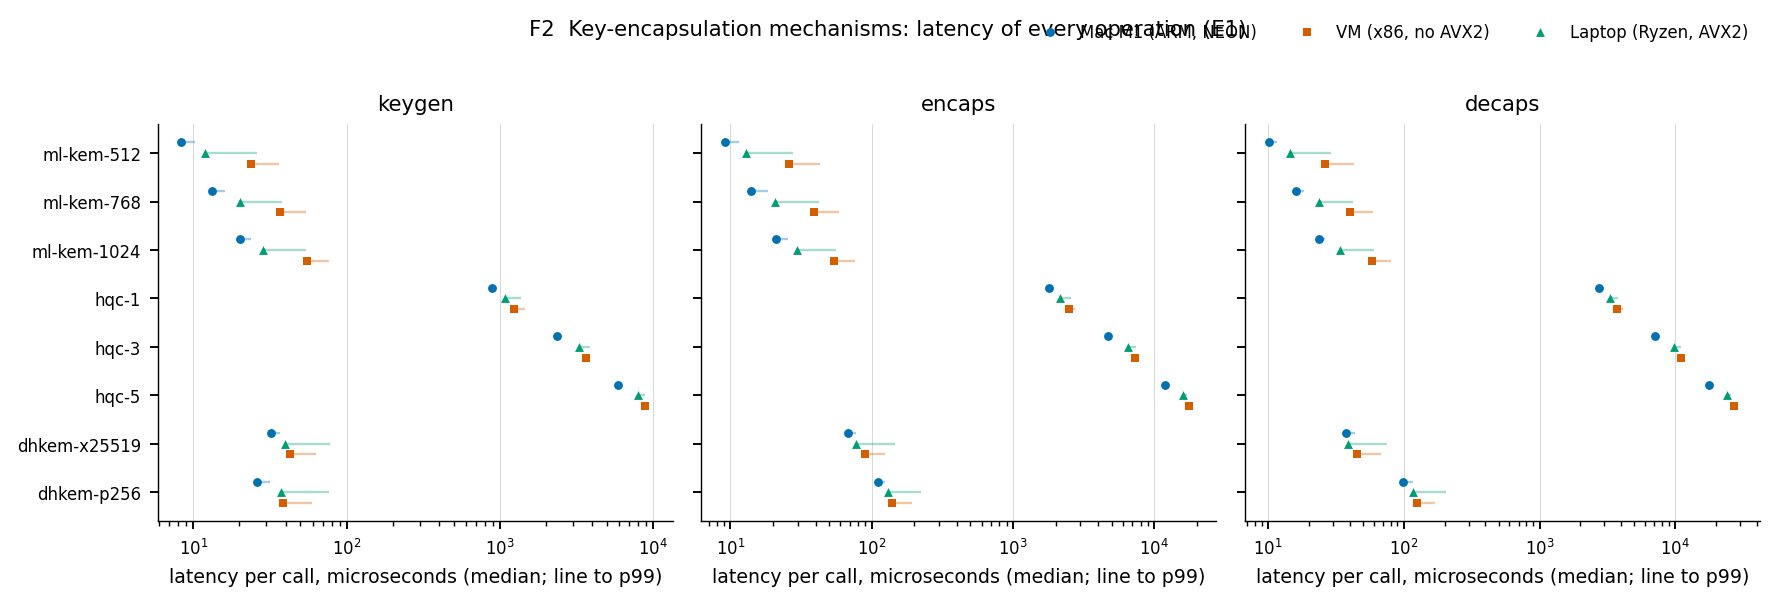 F2 Key-encapsulation mechanisms: latency of every operation (E1)
Mac M1 (ARM, NEON) VM (x86, no AVX2) Laptop (Ryzen, AVX2)
keygen encaps decaps
ml-kem-512
ml-kem-768
ml-kem-1024
hqc-1
hqc-3
hqc-5
dhkem-x25519
dhkem-p256
10¹ 10² 10³ 10⁴ 10¹ 10² 10³ 10⁴ 10¹ 10² 10³ 10⁴
latency per call, microseconds (median; line to p99) latency per call, microseconds (median; line to p99) latency per call, microseconds (median; line to p99)